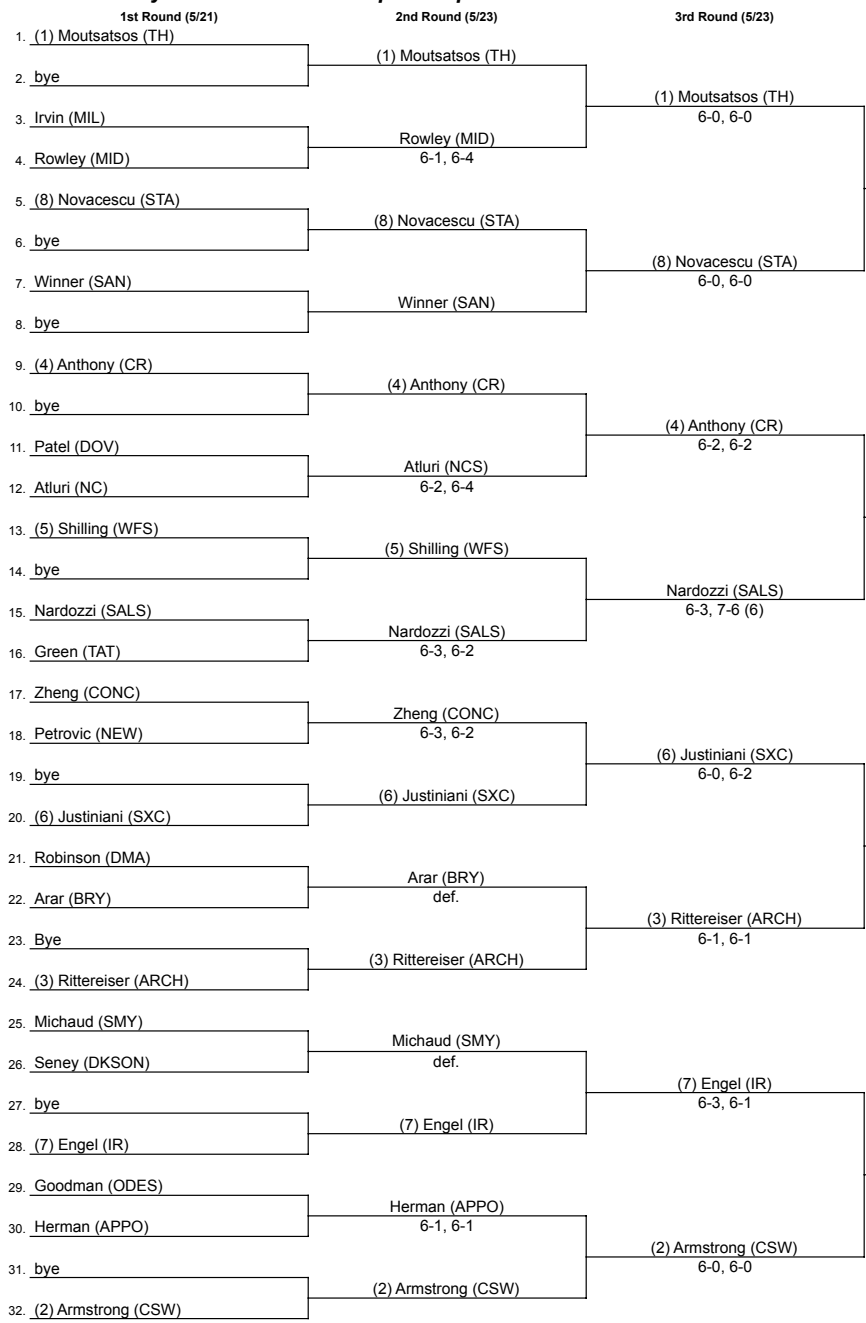 1st Round (5/21)
2nd Round (5/23)
3rd Round (5/23)
1. (1) Moutsatsos (TH)
2. bye
3. Irvin (MIL)
4. Rowley (MID)
5. (8) Novacescu (STA)
6. bye
7. Winner (SAN)
8. bye
9. (4) Anthony (CR)
10. bye
11. Patel (DOV)
12. Atluri (NC)
13. (5) Shilling (WFS)
14. bye
15. Nardozzi (SALS)
16. Green (TAT)
17. Zheng (CONC)
18. Petrovic (NEW)
19. bye
20. (6) Justiniani (SXC)
21. Robinson (DMA)
22. Arar (BRY)
23. Bye
24. (3) Rittereiser (ARCH)
25. Michaud (SMY)
26. Seney (DKSON)
27. bye
28. (7) Engel (IR)
29. Goodman (ODES)
30. Herman (APPO)
31. bye
32. (2) Armstrong (CSW)
(1) Moutsatsos (TH)
Rowley (MID)
6-1, 6-4
(8) Novacescu (STA)
Winner (SAN)
(4) Anthony (CR)
Atluri (NCS)
6-2, 6-4
(5) Shilling (WFS)
Nardozzi (SALS)
6-3, 6-2
Zheng (CONC)
6-3, 6-2
(6) Justiniani (SXC)
Arar (BRY)
def.
(3) Rittereiser (ARCH)
Michaud (SMY)
def.
(7) Engel (IR)
Herman (APPO)
6-1, 6-1
(2) Armstrong (CSW)
(1) Moutsatsos (TH)
6-0, 6-0
(8) Novacescu (STA)
6-0, 6-0
(4) Anthony (CR)
6-2, 6-2
Nardozzi (SALS)
6-3, 7-6 (6)
(6) Justiniani (SXC)
6-0, 6-2
(3) Rittereiser (ARCH)
6-1, 6-1
(7) Engel (IR)
6-3, 6-1
(2) Armstrong (CSW)
6-0, 6-0